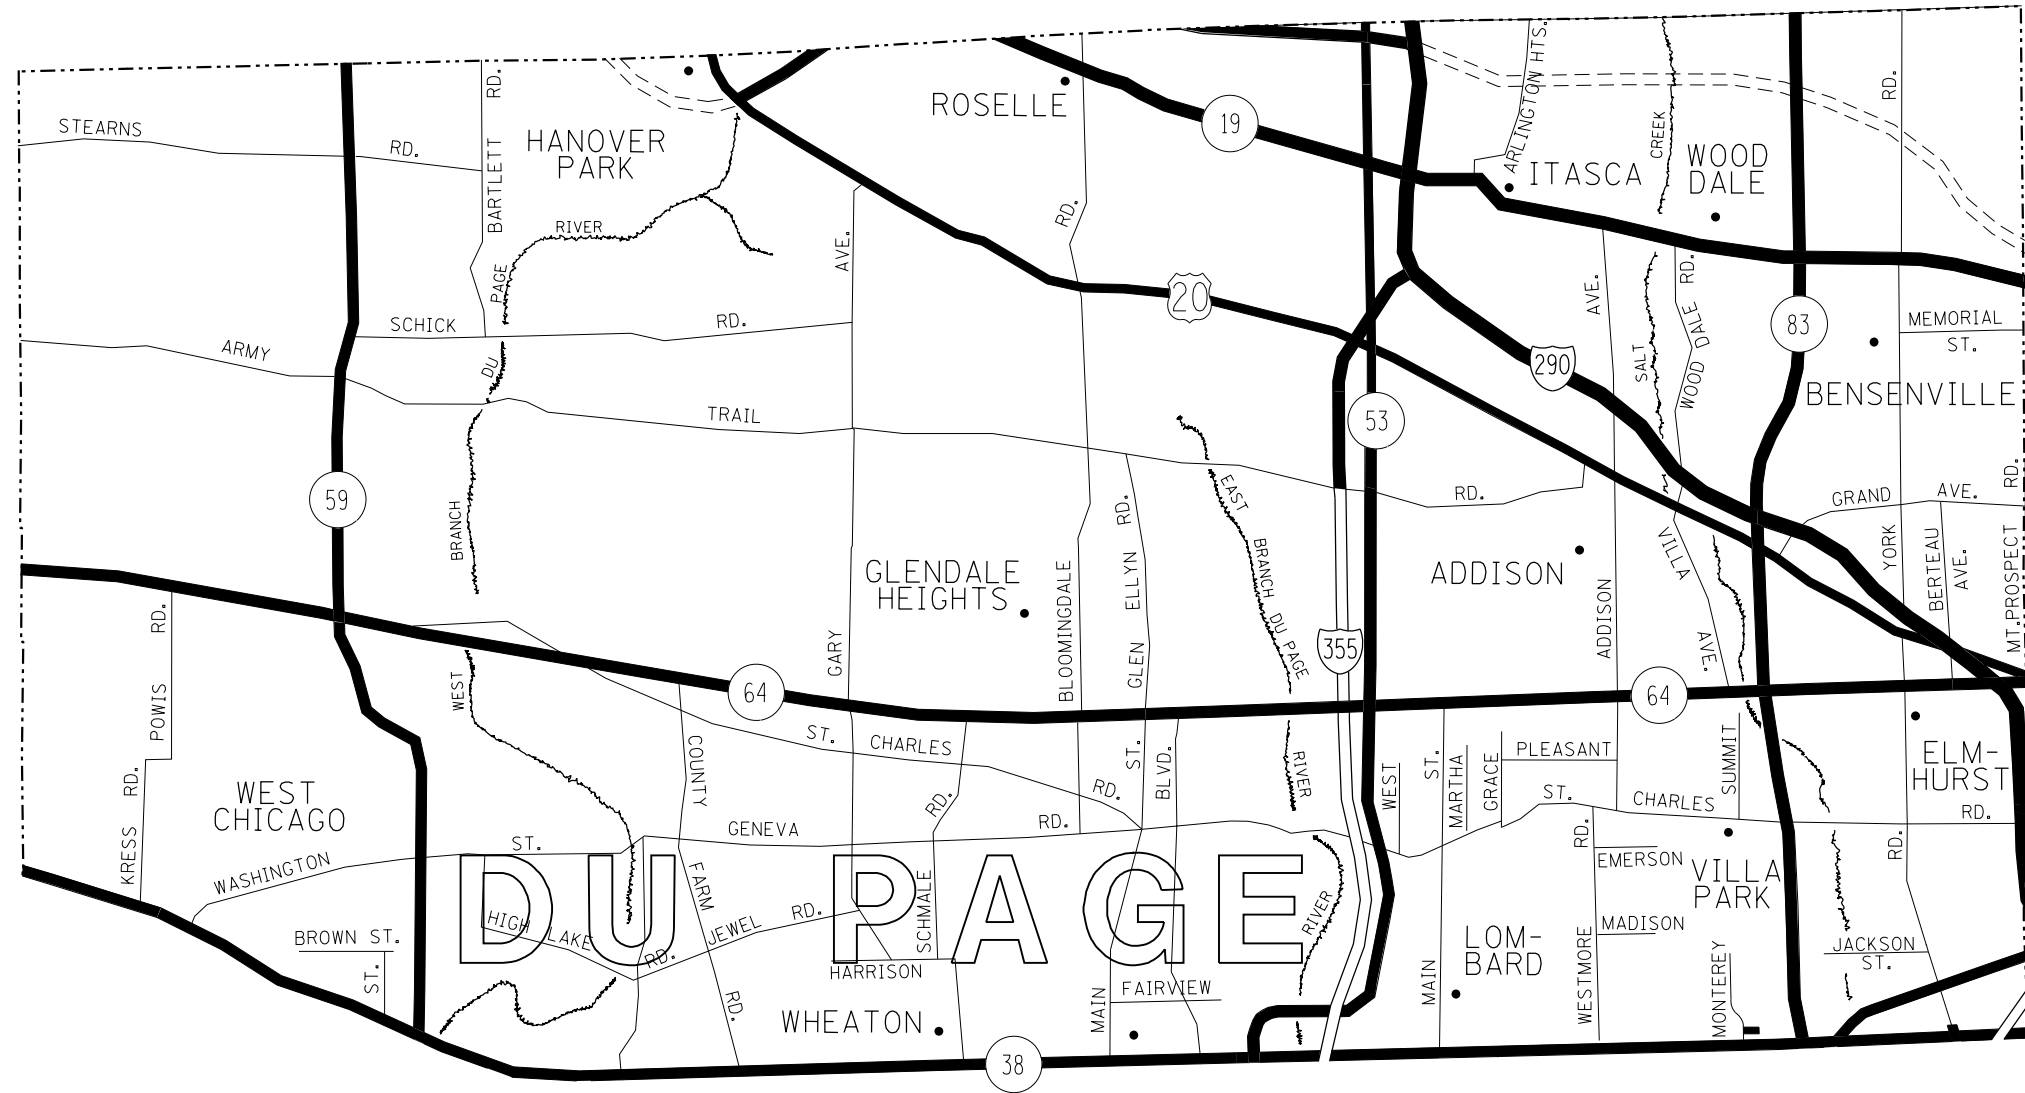 STEARNS
RD.
BARTLETT
RD.
HANOVER
PARK
ROSELLE
RD.
19
ARLINGTON HTS.
ITASCA
CREEK
WOOD
DALE
RD.
RIVER
PAGE
DU
AVE.
20
SCHICK
RD.
ARMY
TRAIL
RD.
290
53
AVE.
SALT
WOOD DALE
RD.
83
MEMORIAL
ST.
BENSENVILLE
59
BRANCH
WEST
GLENDALE
HEIGHTS
GARY
BLOOMINGDALE
GLEN ELLYN RD.
EAST
BRANCH
DU PAGE
RIVER
355
ADDISON
ADDISON
VILLA
AVE.
GRAND
AVE.
YORK
BERTEAU
AVE.
MT.PROSPECT
RD.
POWIS
RD.
KRESS
RD.
64
64
COUNTY
FARM
RD.
ST.
CHARLES
RD.
ST.
BLVD.
WEST
ST.
MARTHA
GRACE
PLEASANT
SUMMIT
ELM-
HURST
ST.
CHARLES
RD.
WEST
CHICAGO
WASHINGTON
ST.
GENEVA
RD.
RD.
DU PAGE
HIGH LAKE
RD.
JEWEL
RD.
SCHMALE
HARRISON
RIVER
BROWN ST.
ST.
WHEATON
MAIN
FAIRVIEW
38
MAIN
LOM-
BARD
WESTMORE
RD.
EMERSON
MADISON
VILLA
PARK
MONTEREY
RD.
JACKSON
ST.